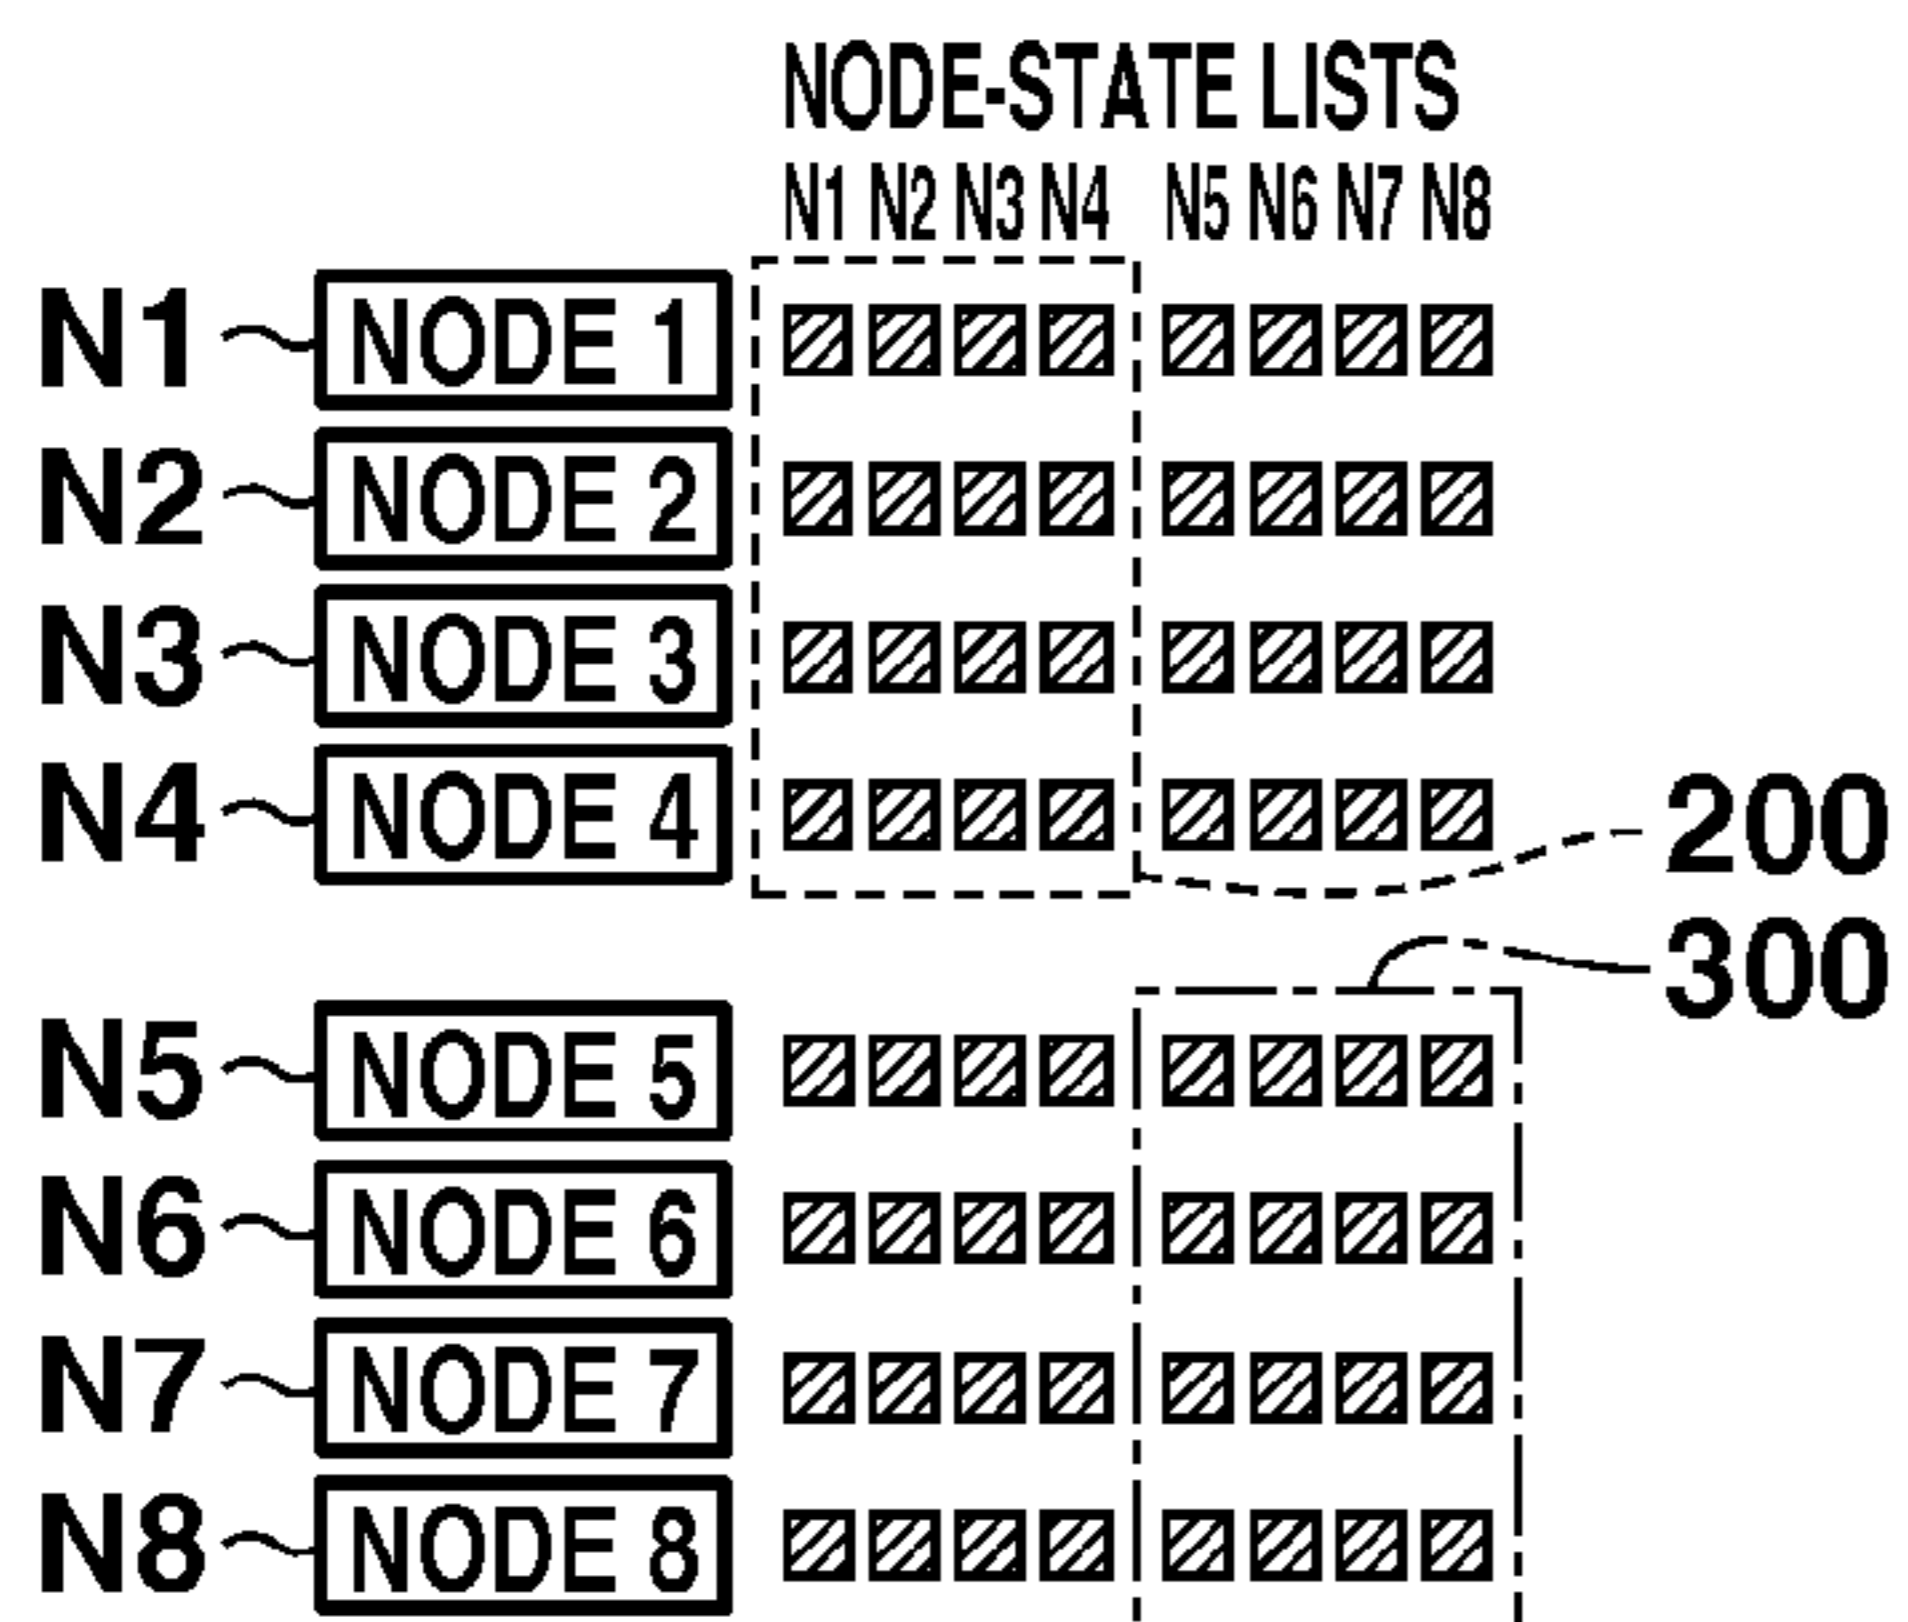 NODE-STATE LISTS
N1 N2 N3 N4 N5 N6 N7 N8
N1 NODE 1
N2 NODE 2
N3 NODE 3
N4 NODE 4
200
300
N5 NODE 5
N6 NODE 6
N7 NODE 7
N8 NODE 8